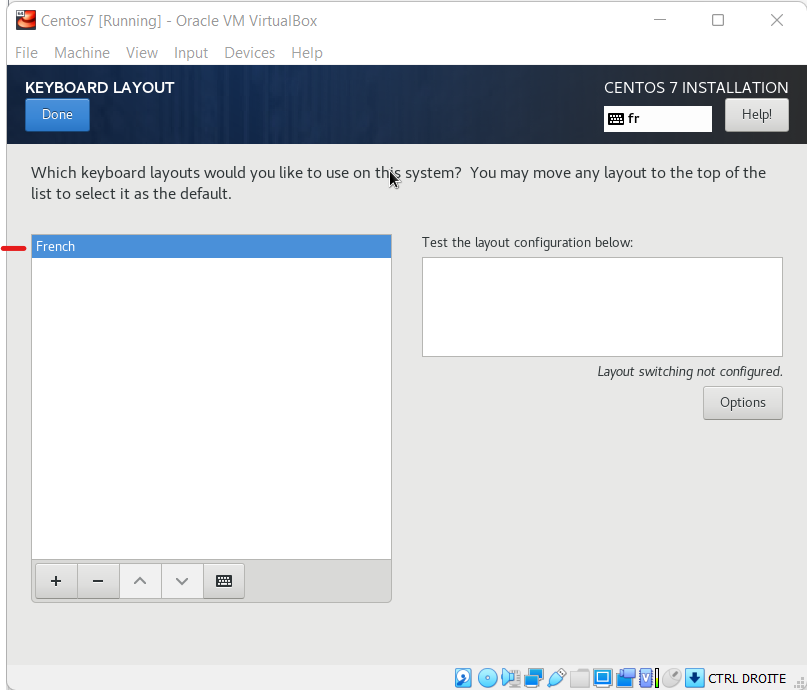 Centos7 [Running] - Oracle VM VirtualBox
File Machine View Input Devices Help
KEYBOARD LAYOUT
CENTOS 7 INSTALLATION
Done
fr
Help!
Which keyboard layouts would you like to use on this system? You may move any layout to the top of the
list to select it as the default.
French
Test the layout configuration below:
Layout switching not configured.
Options
CTRL DROITE